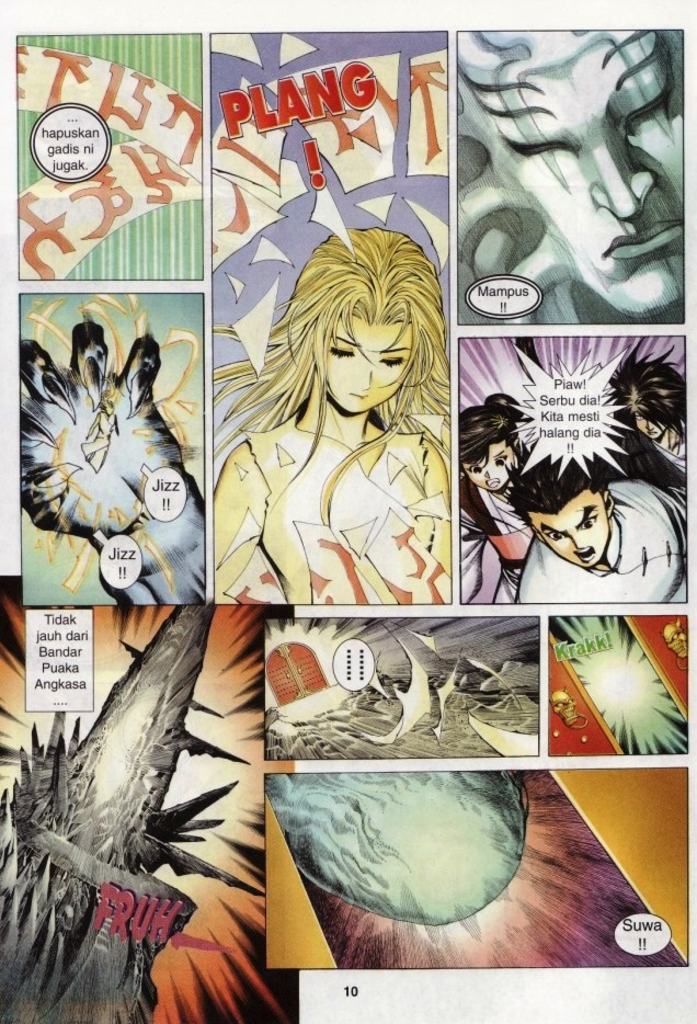 ...
hapuskan
gadis ni
jugak.
PLANG
!
Mampus
!!
Jizz
!!
Jizz
!!
Piaw!
Serbu dia!
Kita mesti
halang dia
!!
Tidak
jauh dari
Bandar
Puaka
Angkasa
....
FRUH
!!!!!!
Krakk!
Suwa
!!
10